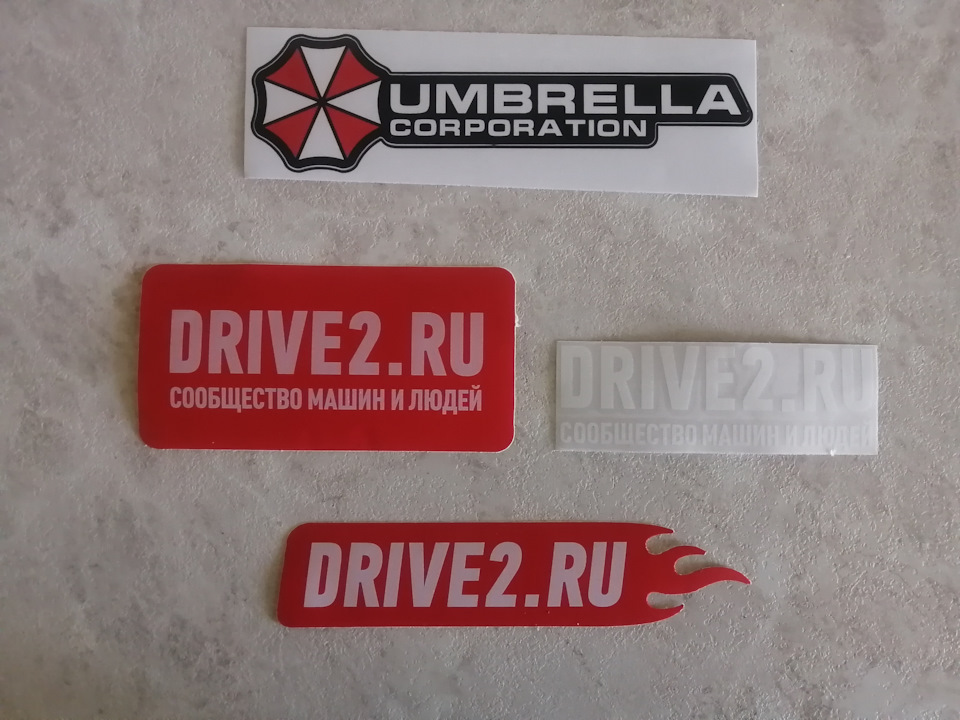 UMBRELLA
CORPORATION
DRIVE2.RU
СООБЩЕСТВО МАШИН И ЛЮДЕЙ
DRIVE2.RU
СООБЩЕСТВО МАШИН И ЛЮДЕЙ
DRIVE2.RU